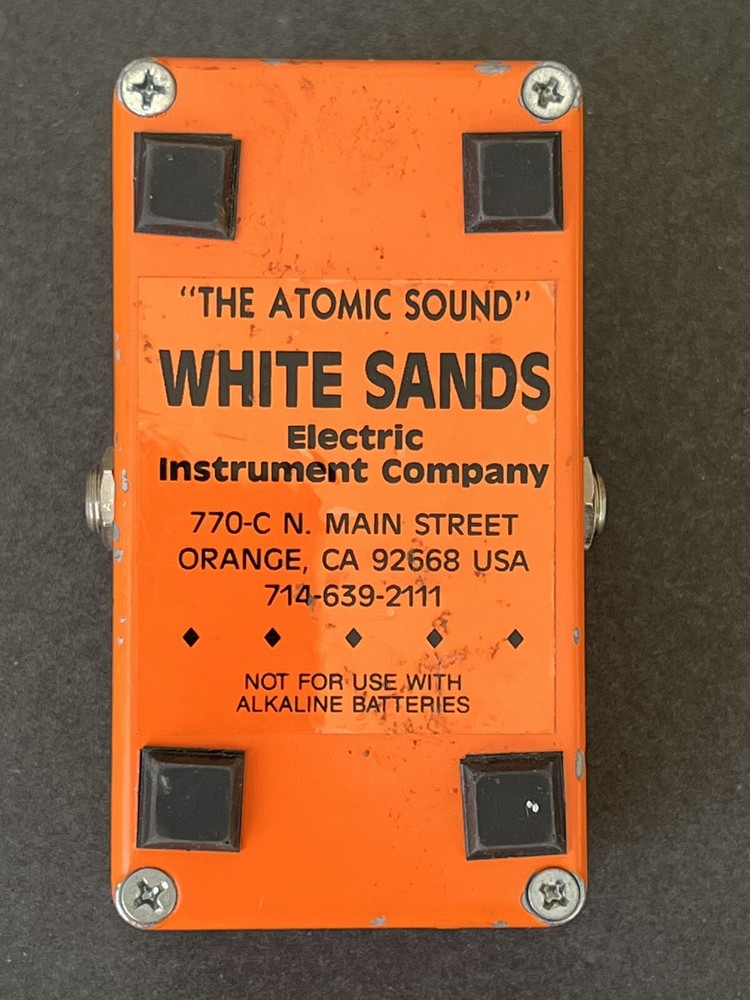 "THE ATOMIC SOUND"
WHITE SANDS
Electric
Instrument Company
770-C N. MAIN STREET
ORANGE, CA 92668 USA
714-639-2111
NOT FOR USE WITH
ALKALINE BATTERIES